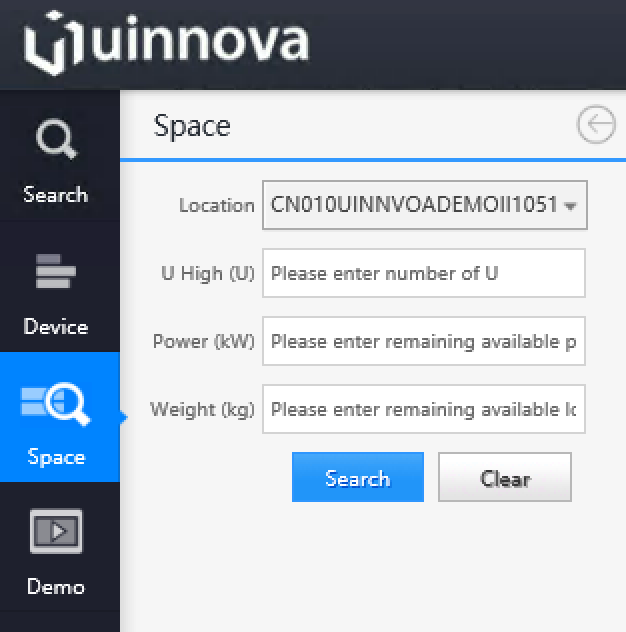 uinnova
Space
Search
Location CN010UINNVOADEMOII1051
U High (U) Please enter number of U
Device
Power (kW) Please enter remaining available p
Weight (kg) Please enter remaining available lo
Space
Search Clear
Demo